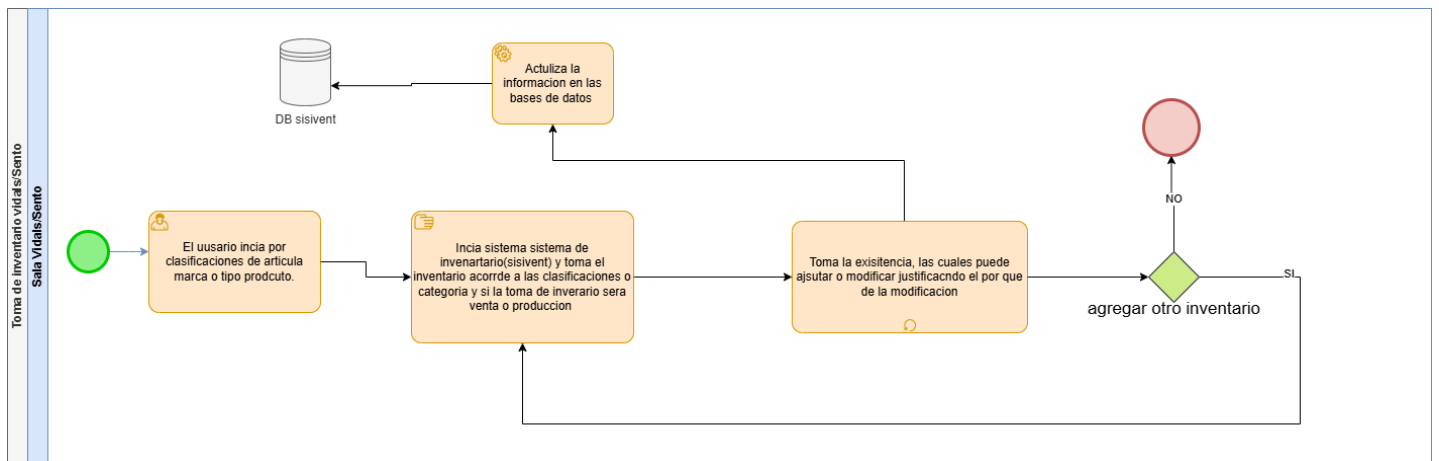 Toma de inventario vidals/Sento
Sala Vidals/Sento
DB sisivent
Actuliza la
informacion en las
bases de datos
El uusario incia por
clasificaciones de articula
marca o tipo prodcuto.
Incia sistema sistema de
invenartario(sisivent) y toma el
inventario acorrde a las clasificaciones o
categoria y si la toma de inverario sera
venta o produccion
Toma la exisitencia, las cuales puede
ajsutar o modificar justificacndo el por que
de la modificacion
NO
SI
agregar otro inventario